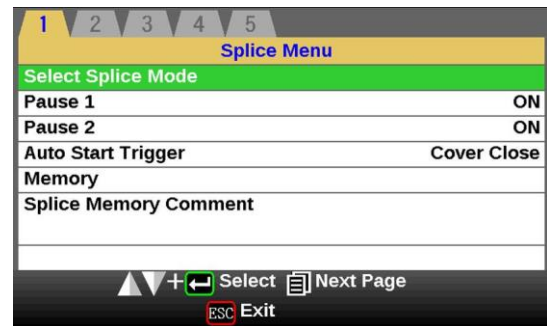 1 2 3 4 5
Splice Menu
Select Splice Mode
Pause 1 ON
Pause 2 ON
Auto Start Trigger Cover Close
Memory
Splice Memory Comment
+ Select Next Page
ESC Exit